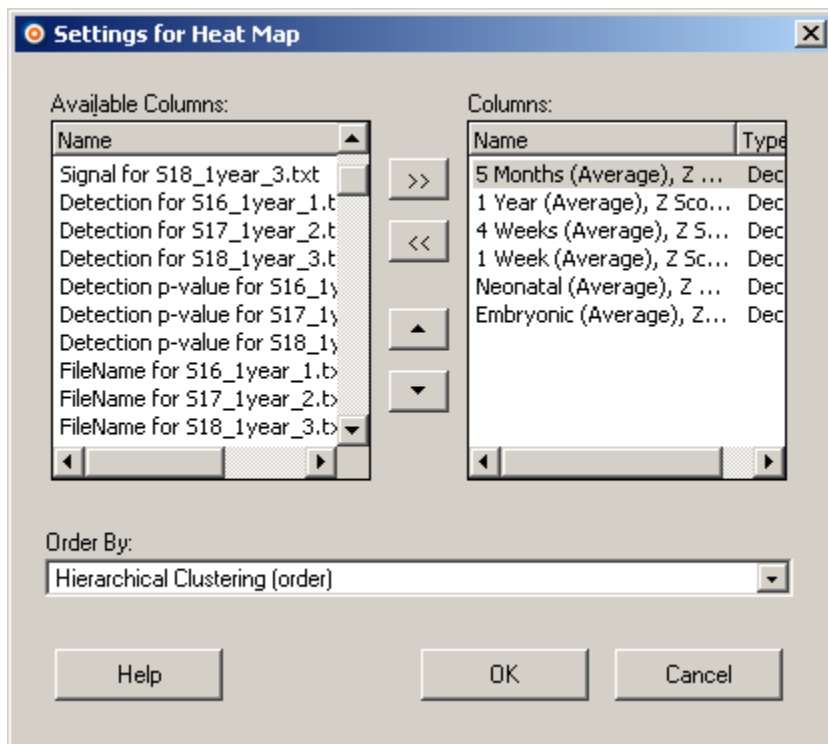 Settings for Heat Map
Available Columns:
Name
Signal for S18_1year_3.txt
Detection for S16_1year_1.t
Detection for S17_1year_2.t
Detection for S18_1year_3.t
Detection p-value for S16_1y
Detection p-value for S17_1y
Detection p-value for S18_1y
FileName for S16_1year_1.tx
FileName for S17_1year_2.tx
FileName for S18_1year_3.tx
>>
<<
Columns:
Name Type
5 Months (Average), Z ... Dec
1 Year (Average), Z Sco... Dec
4 Weeks (Average), Z S... Dec
1 Week (Average), Z Sc... Dec
Neonatal (Average), Z ... Dec
Embryonic (Average), Z... Dec
Order By:
Hierarchical Clustering (order)
Help OK Cancel